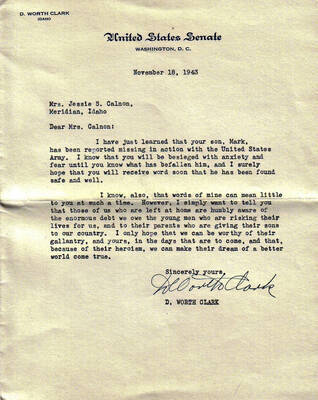 D. WORTH CLARK
IDAHO
United States Senate
WASHINGTON, D. C.
November 18, 1943
Mrs. Jessie S. Calnon,
Meridian, Idaho
Dear Mrs. Calnon:
I have just learned that your son, Mark,
has been reported missing in action with the United States
Army. I know that you will be besieged with anxiety and
fear until you know what has befallen him, and I surely
hope that you will receive word soon that he has been found
safe and well.
I know, also, that words of mine can mean little
to you at such a time. However, I simply want to tell you
that those of us who are left at home are humbly aware of
the enormous debt we owe the young men who are risking their
lives for us, and to their parents who are giving their sons
to our country. I only hope that we can be worthy of their
gallantry, and yours, in the days that are to come, and that,
because of their heroism, we can make their dream of a better
world come true.
Sincerely yours,
D Worth Clark
D. WORTH CLARK